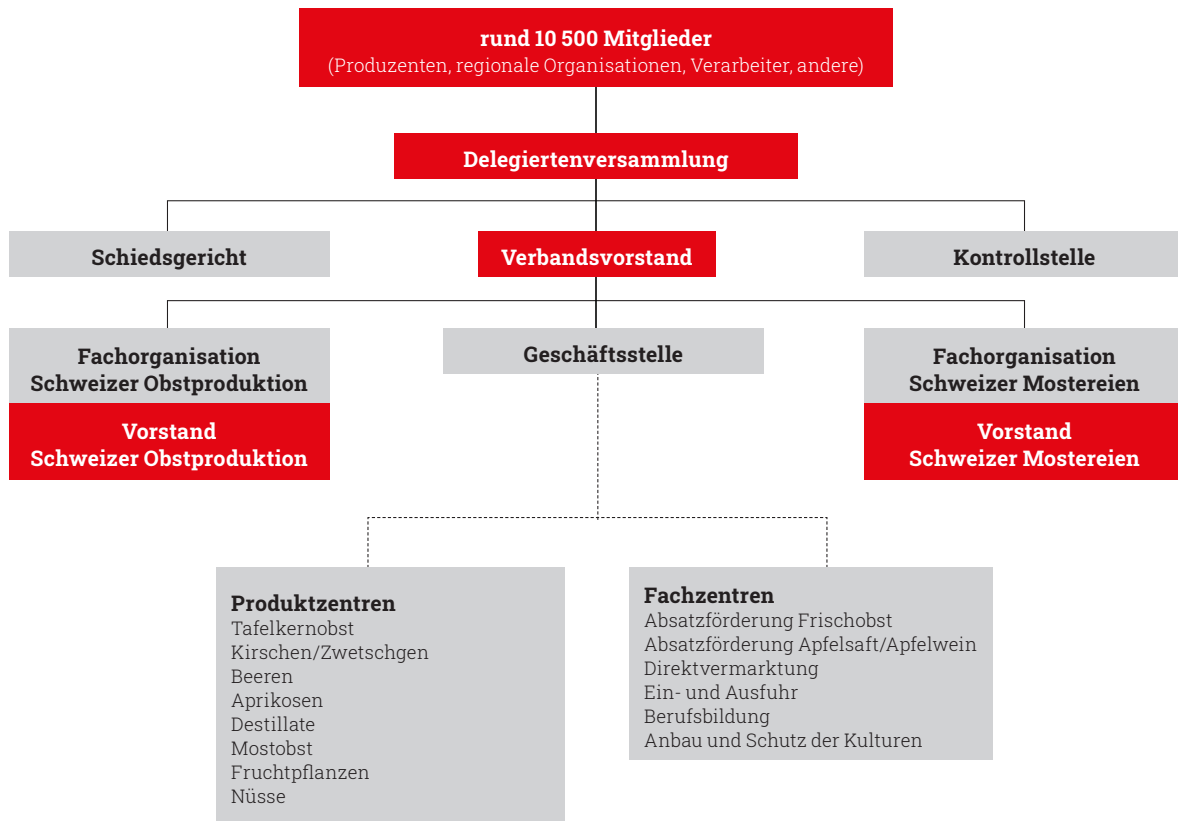 rund 10 500 Mitglieder
(Produzenten, regionale Organisationen, Verarbeiter, andere)
Delegiertenversammlung
Schiedsgericht
Verbandsvorstand
Kontrollstelle
Fachorganisation
Schweizer Obstproduktion
Vorstand
Schweizer Obstproduktion
Geschäftsstelle
Fachorganisation
Schweizer Mostereien
Vorstand
Schweizer Mostereien
Produktzentren
Tafelkernobst
Kirschen/Zwetschgen
Beeren
Aprikosen
Destillate
Mostobst
Fruchtpflanzen
Nüsse
Fachzentren
Absatzförderung Frischobst
Absatzförderung Apfelsaft/Apfelwein
Direktvermarktung
Ein- und Ausfuhr
Berufsbildung
Anbau und Schutz der Kulturen